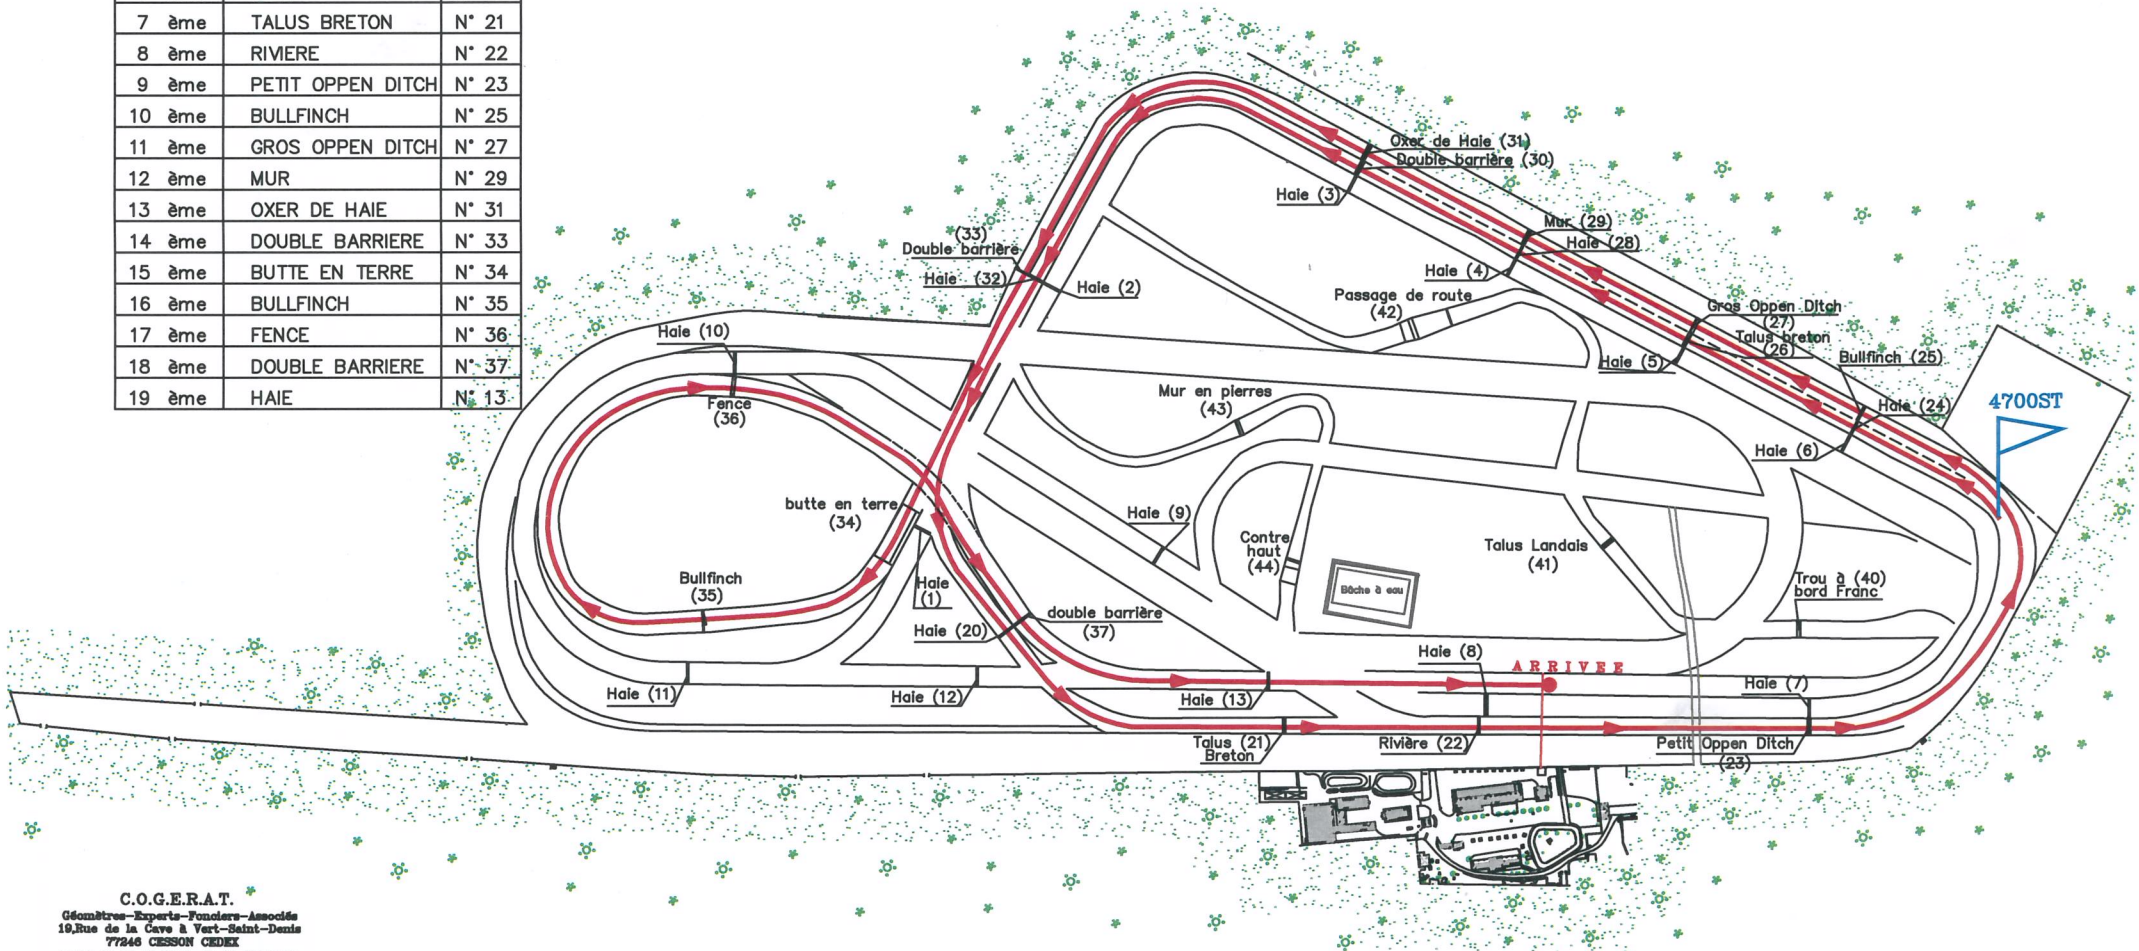 7 ème TALUS BRETON N° 21
8 ème RIVIERE N° 22
9 ème PETIT OPPEN DITCH N° 23
10 ème BULLFINCH N° 25
11 ème GROS OPPEN DITCH N° 27
12 ème MUR N° 29
13 ème OXER DE HAIE N° 31
14 ème DOUBLE BARRIERE N° 33
15 ème BUTTE EN TERRE N° 34
16 ème BULLFINCH N° 35
17 ème FENCE N° 36
18 ème DOUBLE BARRIERE N° 37
19 ème HAIE N° 13
Oxer de Haie (31)
Double barrière (30)
Haie (3)
Mur (29)
Haie (28)
Haie (4)
(33)
Double barrière
Haie (32)
Haie (2)
Passage de route
(42)
Gros Oppen Ditch
(27)
Talus breton
(26)
Haie (5)
Bullfinch (25)
Haie (24)
Haie (6)
4700ST
Haie (10)
Fence
(36)
Mur en pierres
(43)
butte en terre
(34)
Haie (9)
Contre
haut
(44)
Bâche à eau
Talus Landais
(41)
Trou à (40)
bord Franc
Bullfinch
(35)
Haie
(1)
Haie (20)
double barrière
(37)
Haie (8)
ARRIVEE
Haie (7)
Haie (11)
Haie (12)
Haie (13)
Talus (21)
Breton
Rivière (22)
Petit Oppen Ditch
(23)
C.O.G.E.R.A.T.
Géomètres-Experts-Fonciers-Associés
19,Rue de la Cave à Vert-Saint-Denis
77246 CESSON CEDEX